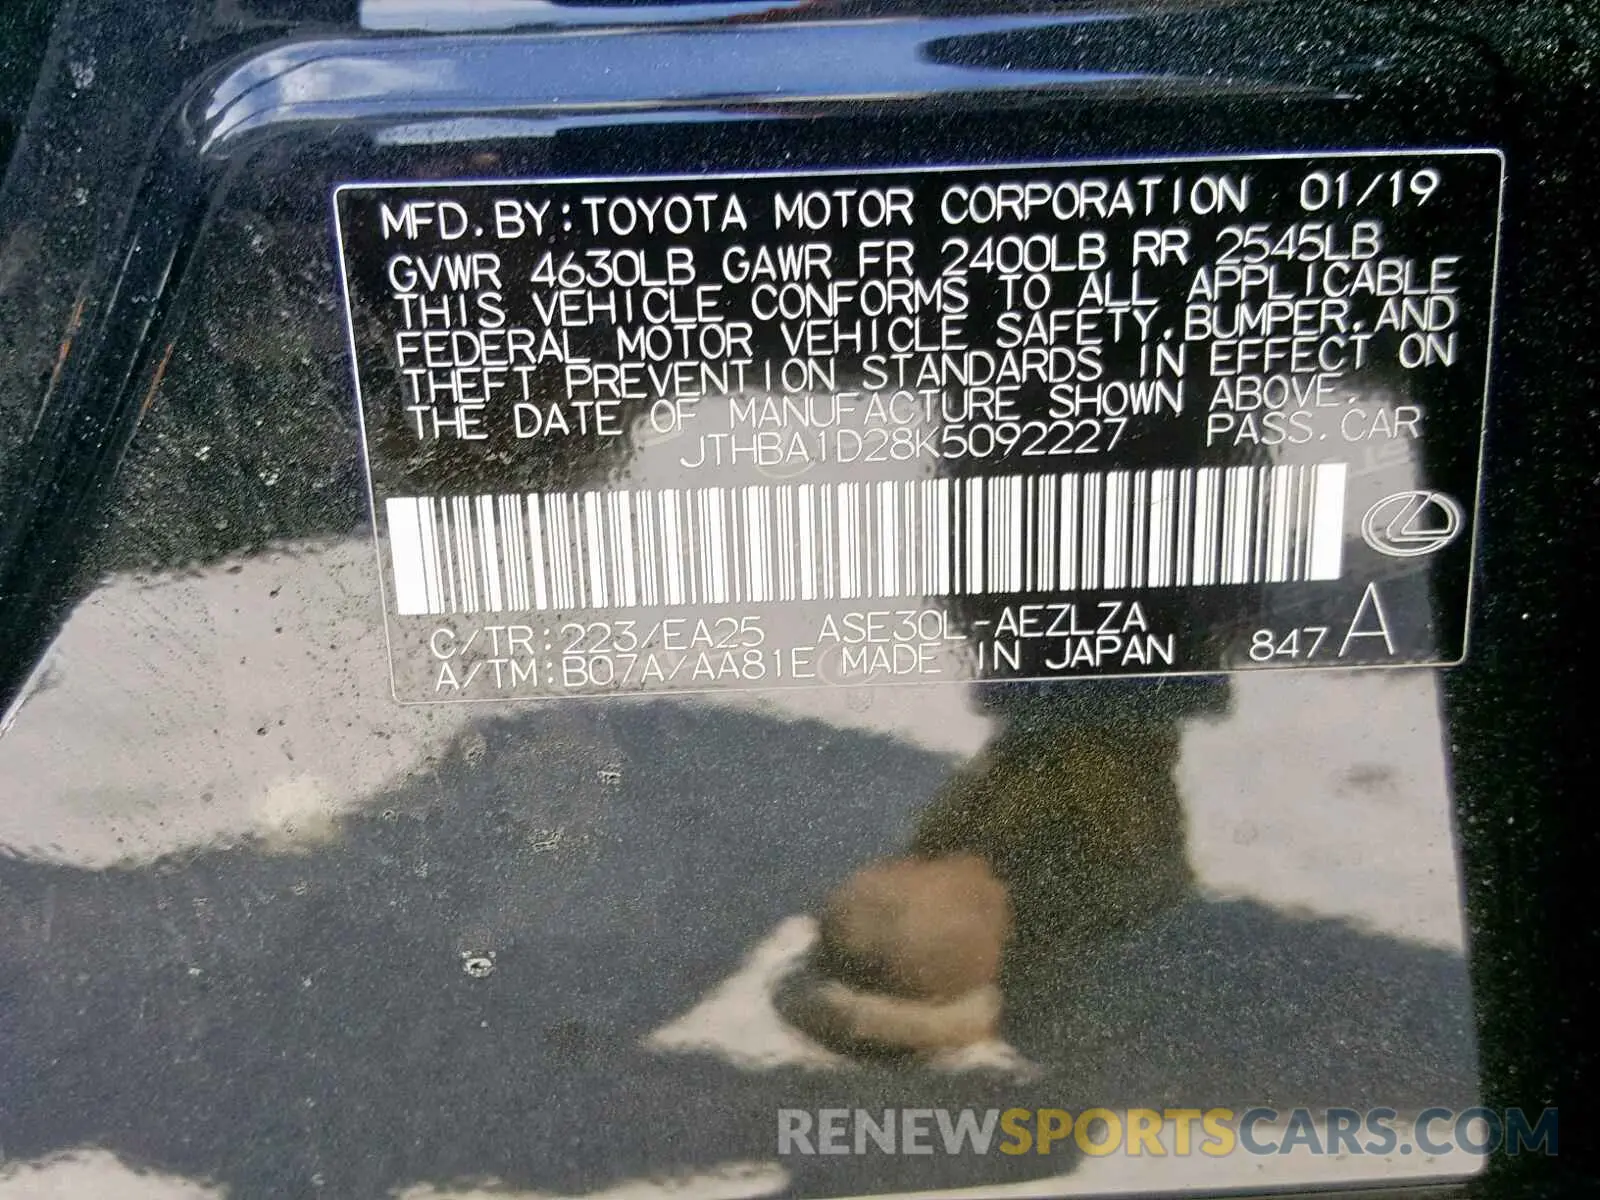 MFD. BY: TOYOTA MOTOR CORPORATION 01/19
GVWR 4630LB GAWR FR 2400LB RR 2545LB
THIS VEHICLE CONFORMS TO ALL APPLICABLE
FEDERAL MOTOR VEHICLE SAFETY, BUMPER, AND
THEFT PREVENTION STANDARDS IN EFFECT ON
THE DATE OF MANUFACTURE SHOWN ABOVE.
JTHBA1D28K5092227 PASS. CAR
C/TR: 223/EA25 ASE30L-AEZLZA
A/TM: B07A/AA81E MADE IN JAPAN 847 A
RENEWSPORTSCARS.COM